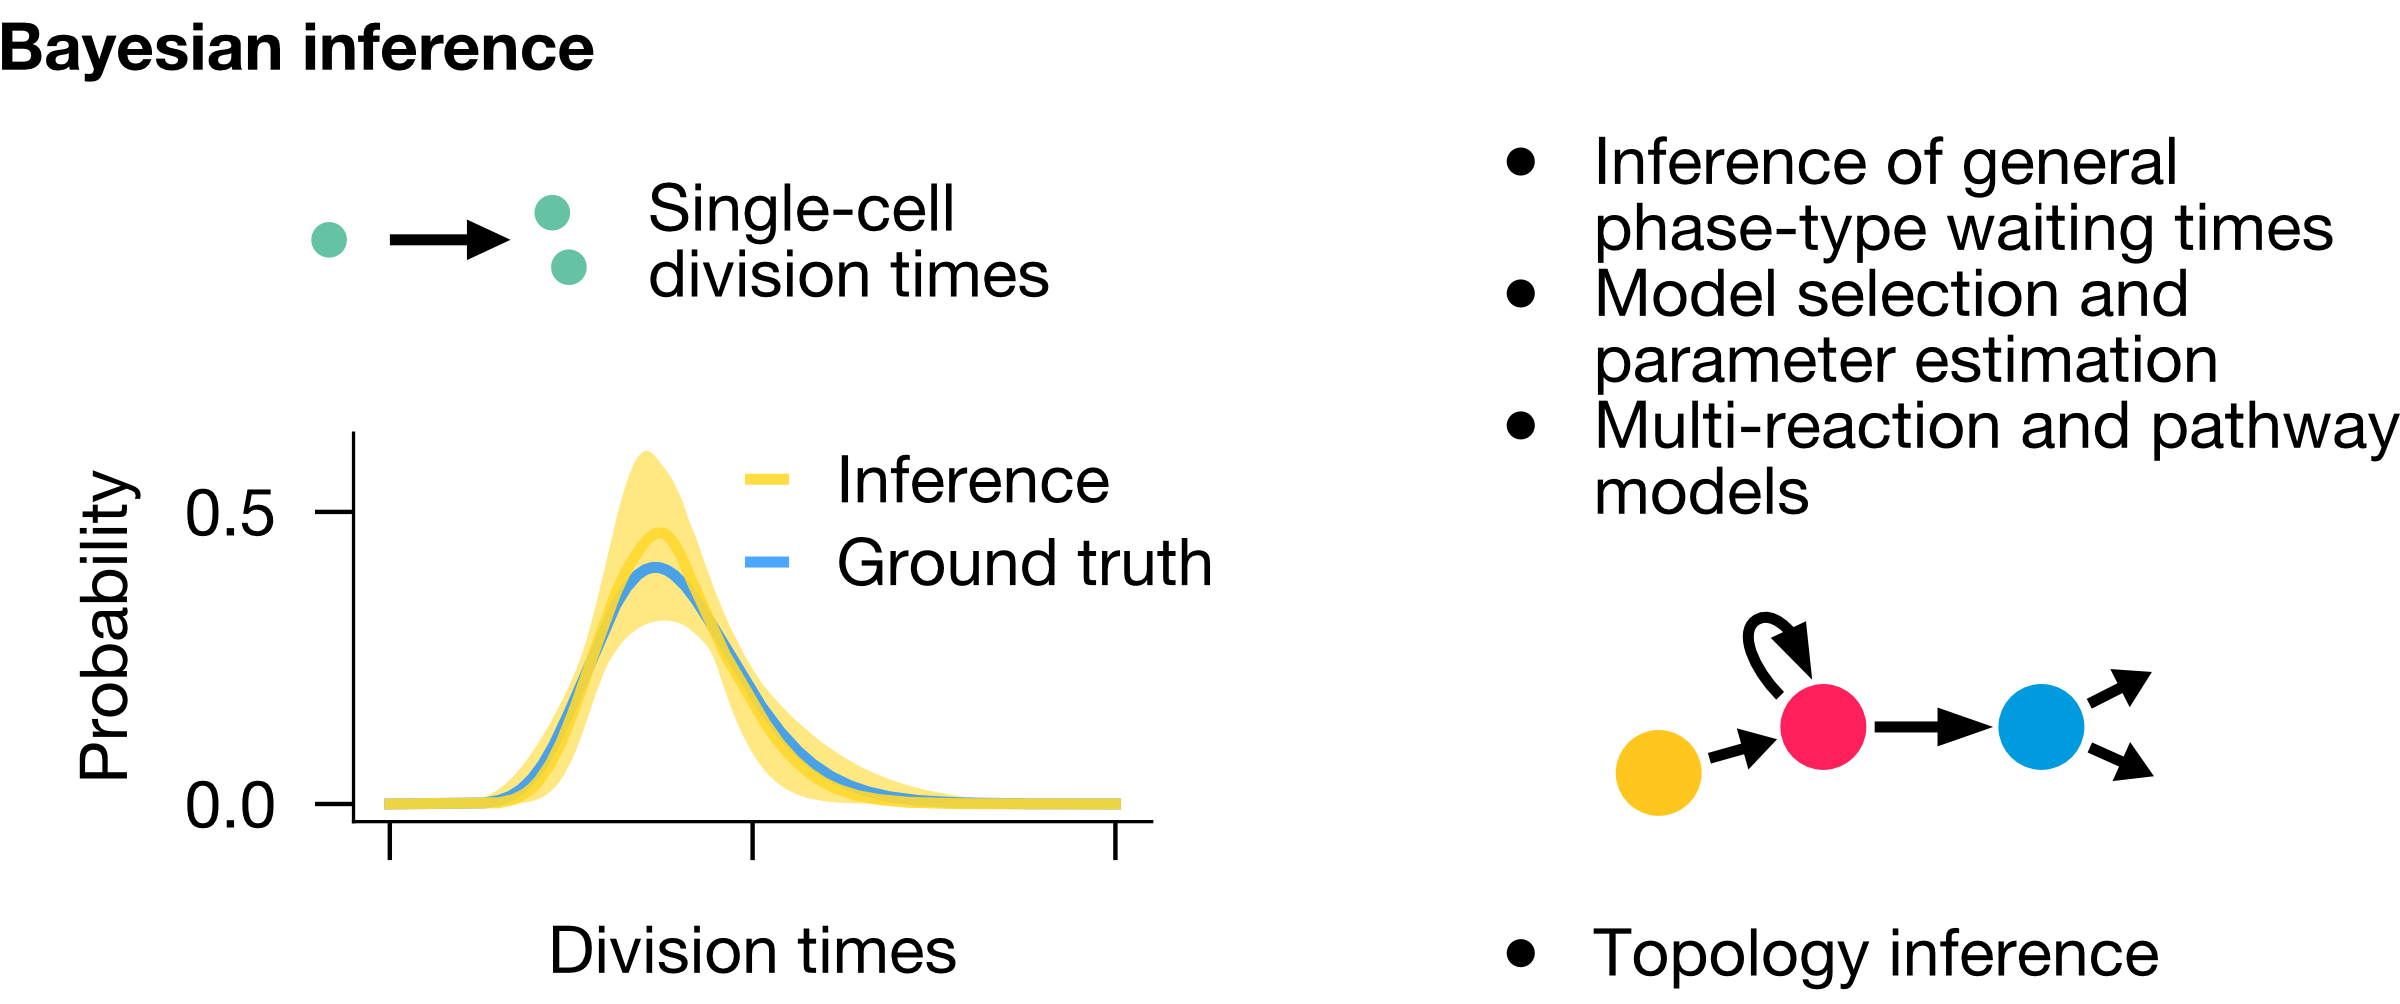 Bayesian inference
Single-cell
division times
Probability
0.5
0.0
Inference
Ground truth
Division times
● Inference of general
phase-type waiting times
● Model selection and
parameter estimation
● Multi-reaction and pathway
models
● Topology inference